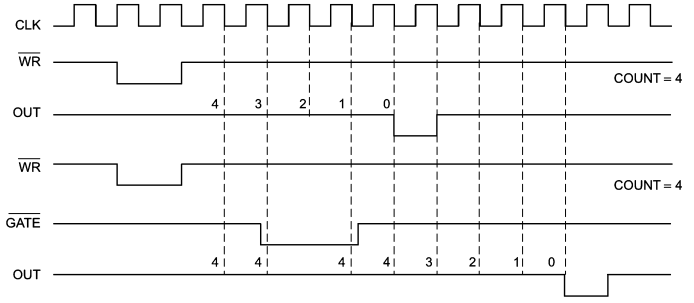 CLK
WR
COUNT = 4
4 3 2 1 0
OUT
WR
COUNT = 4
GATE
4 4 4 4 3 2 1 0
OUT